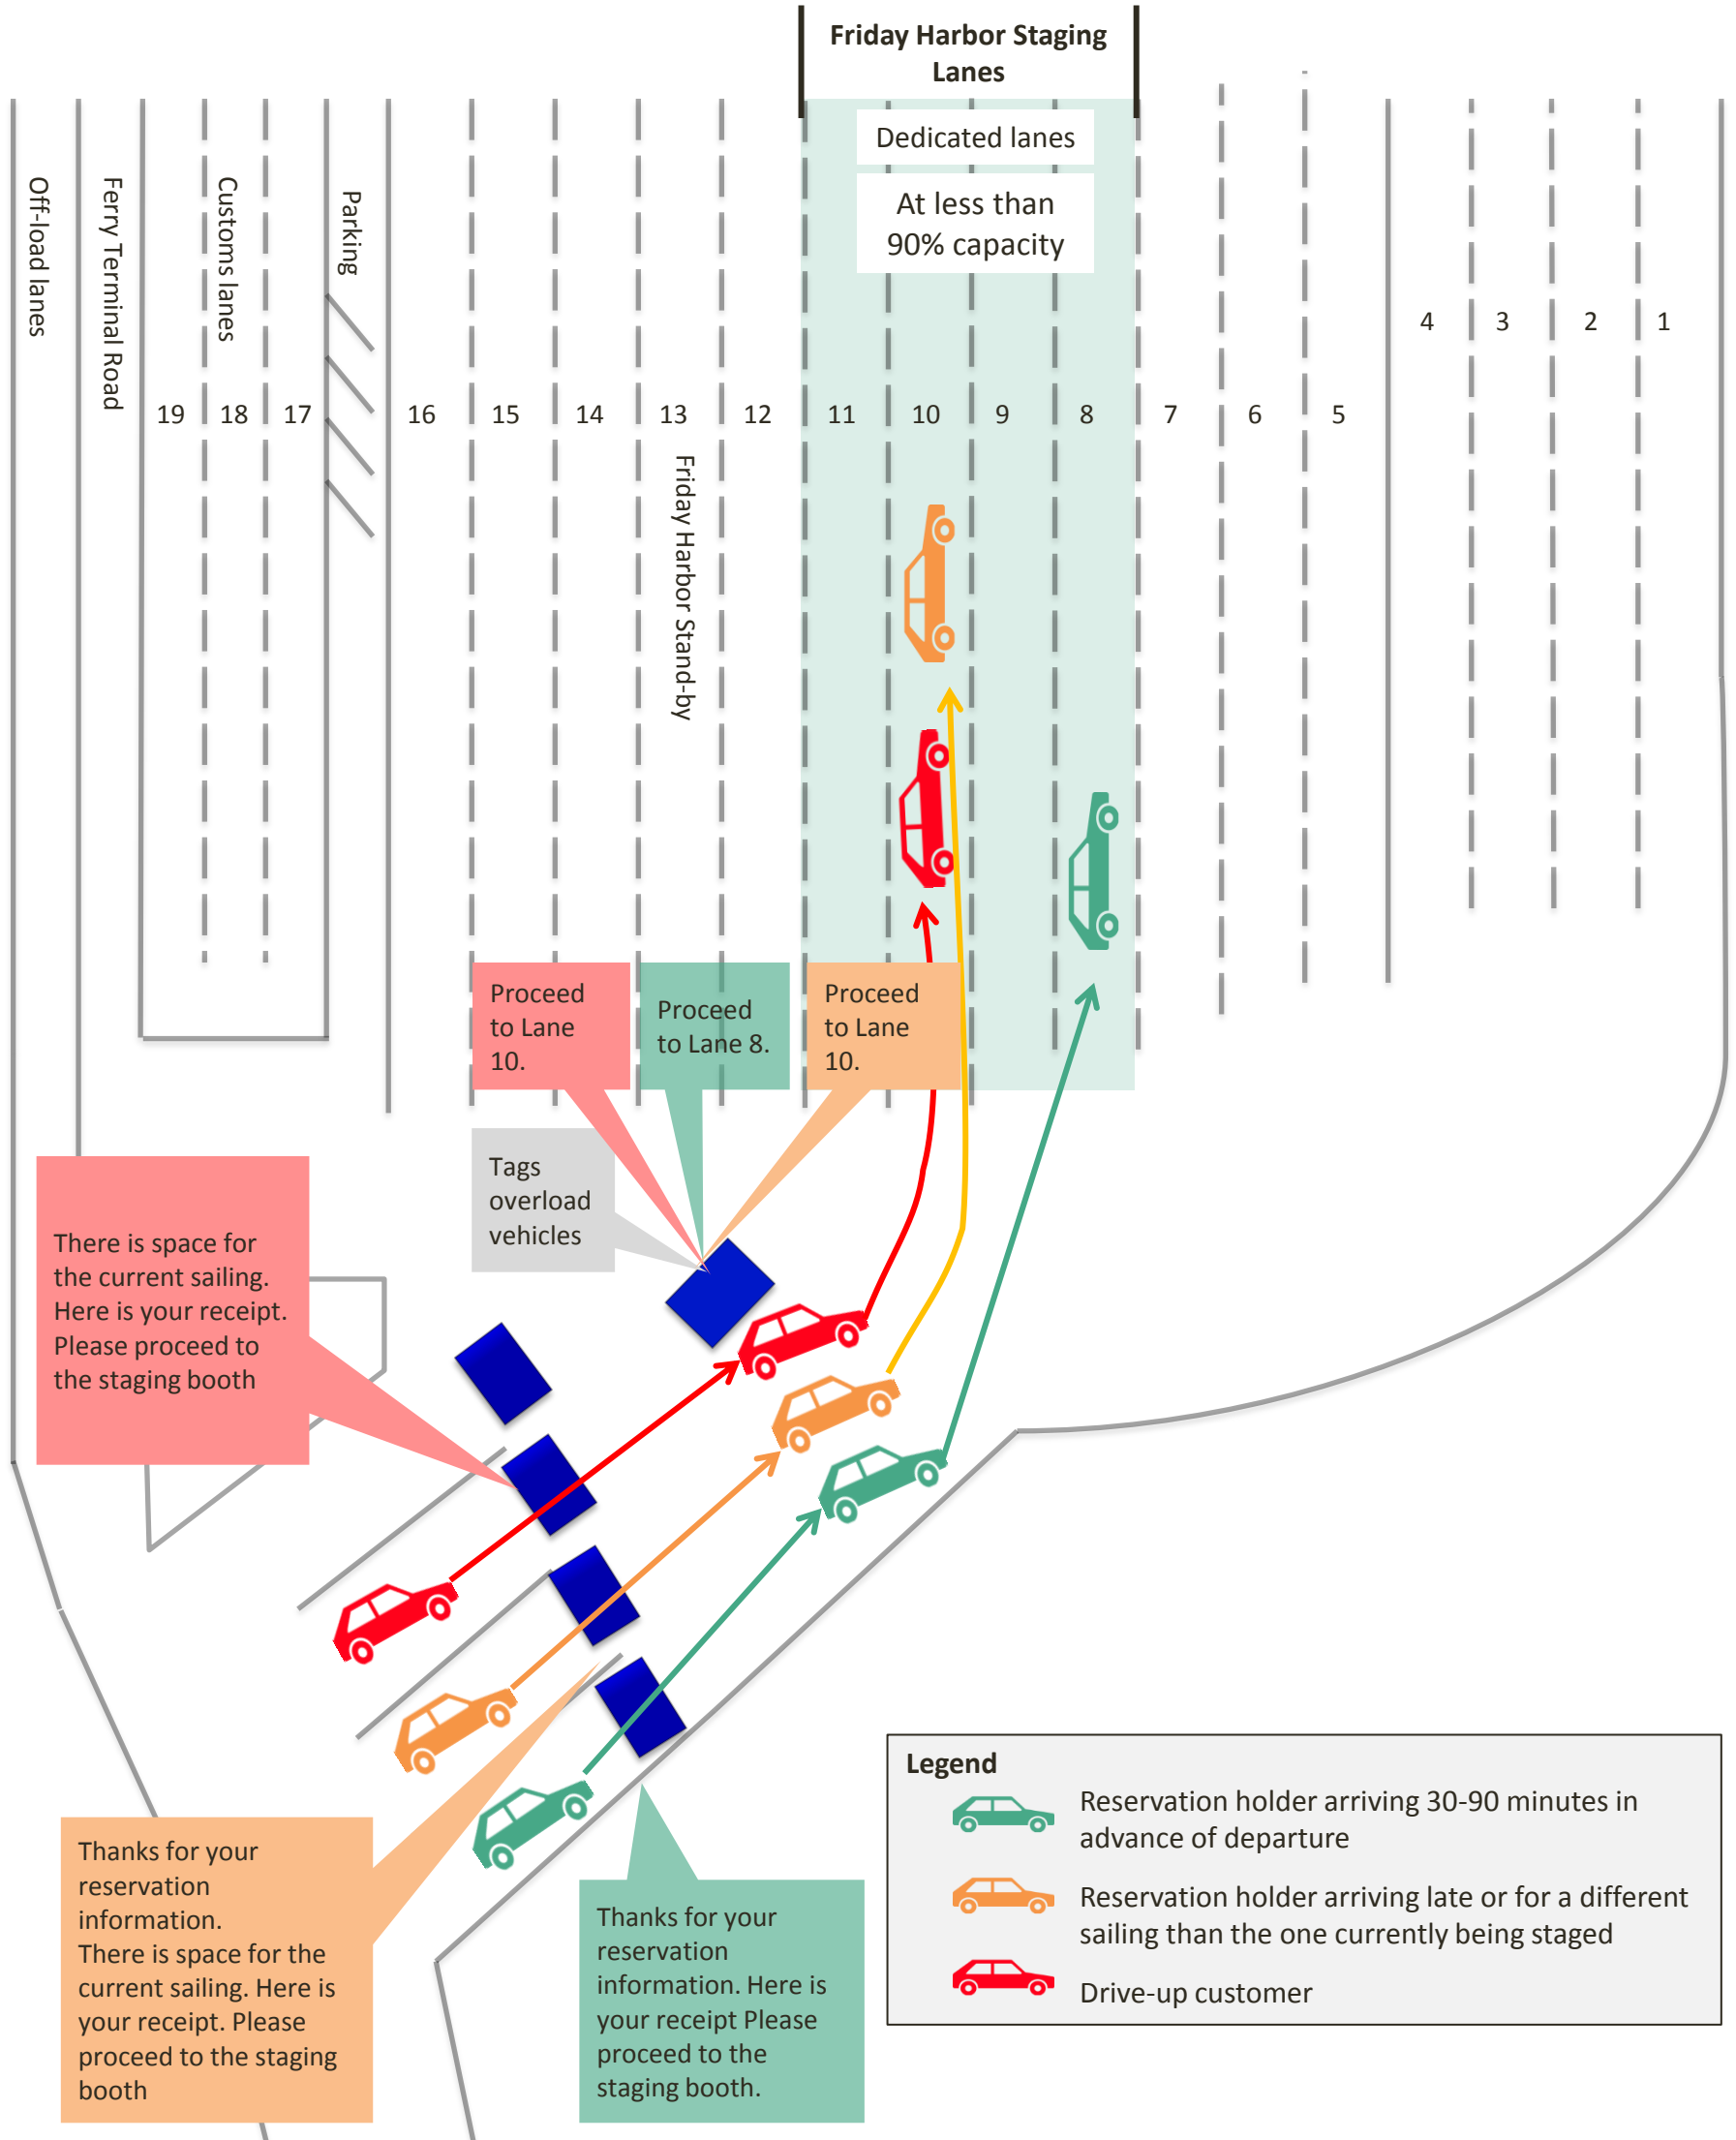 Friday Harbor Staging
Lanes
Dedicated lanes
At less than
90% capacity
Off-load lanes
Ferry Terminal Road
Customs lanes
Parking
4 3 2 1
19 18 17 16 15 14 13 12 11 10 9 8 7 6 5
Friday Harbor Stand-by
Proceed
to Lane
10.
Proceed
to Lane 8.
Proceed
to Lane
10.
Tags
overload
vehicles
There is space for
the current sailing.
Here is your receipt.
Please proceed to
the staging booth
Thanks for your
reservation
information.
There is space for the
current sailing. Here is
your receipt. Please
proceed to the staging
booth
Thanks for your
reservation
information. Here is
your receipt Please
proceed to the
staging booth.
Legend
Reservation holder arriving 30-90 minutes in
advance of departure
Reservation holder arriving late or for a different
sailing than the one currently being staged
Drive-up customer